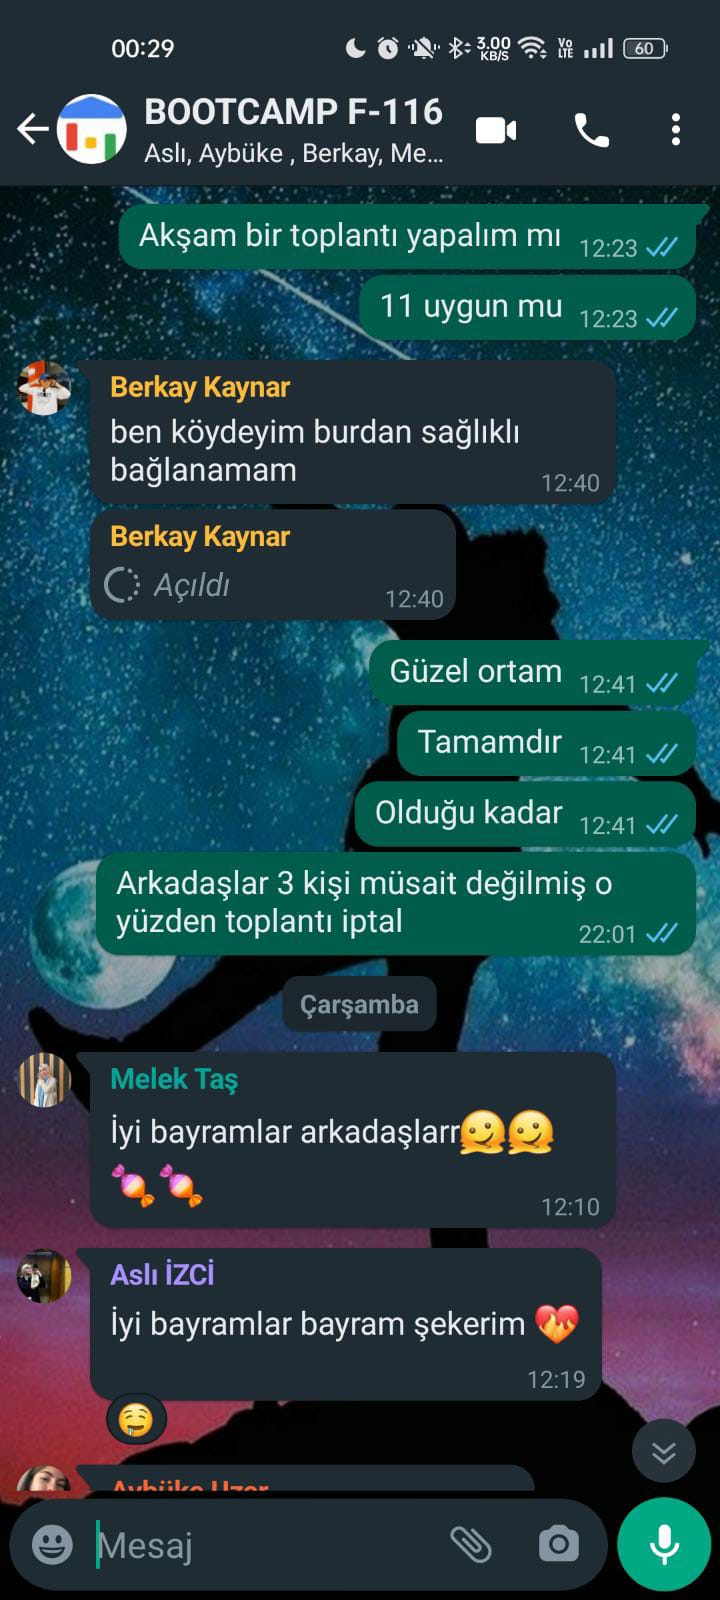 00:29
3.00 KB/S
Vo LTE
60
BOOTCAMP F-116
Aslı, Aybüke , Berkay, Me...
Akşam bir toplantı yapalım mı
12:23
11 uygun mu
12:23
Berkay Kaynar
ben köydeyim burdan sağlıklı
bağlanamam
12:40
Berkay Kaynar
Açıldı
12:40
Güzel ortam
12:41
Tamamdır
12:41
Olduğu kadar
12:41
Arkadaşlar 3 kişi müsait değilmiş o
yüzden toplantı iptal
22:01
Çarşamba
Melek Taş
İyi bayramlar arkadaşlarr🫠🫠
🍬🍬
12:10
Aslı İZCİ
İyi bayramlar bayram şekerim ❤️‍🔥
12:19
Aybüke Uzer
Mesaj